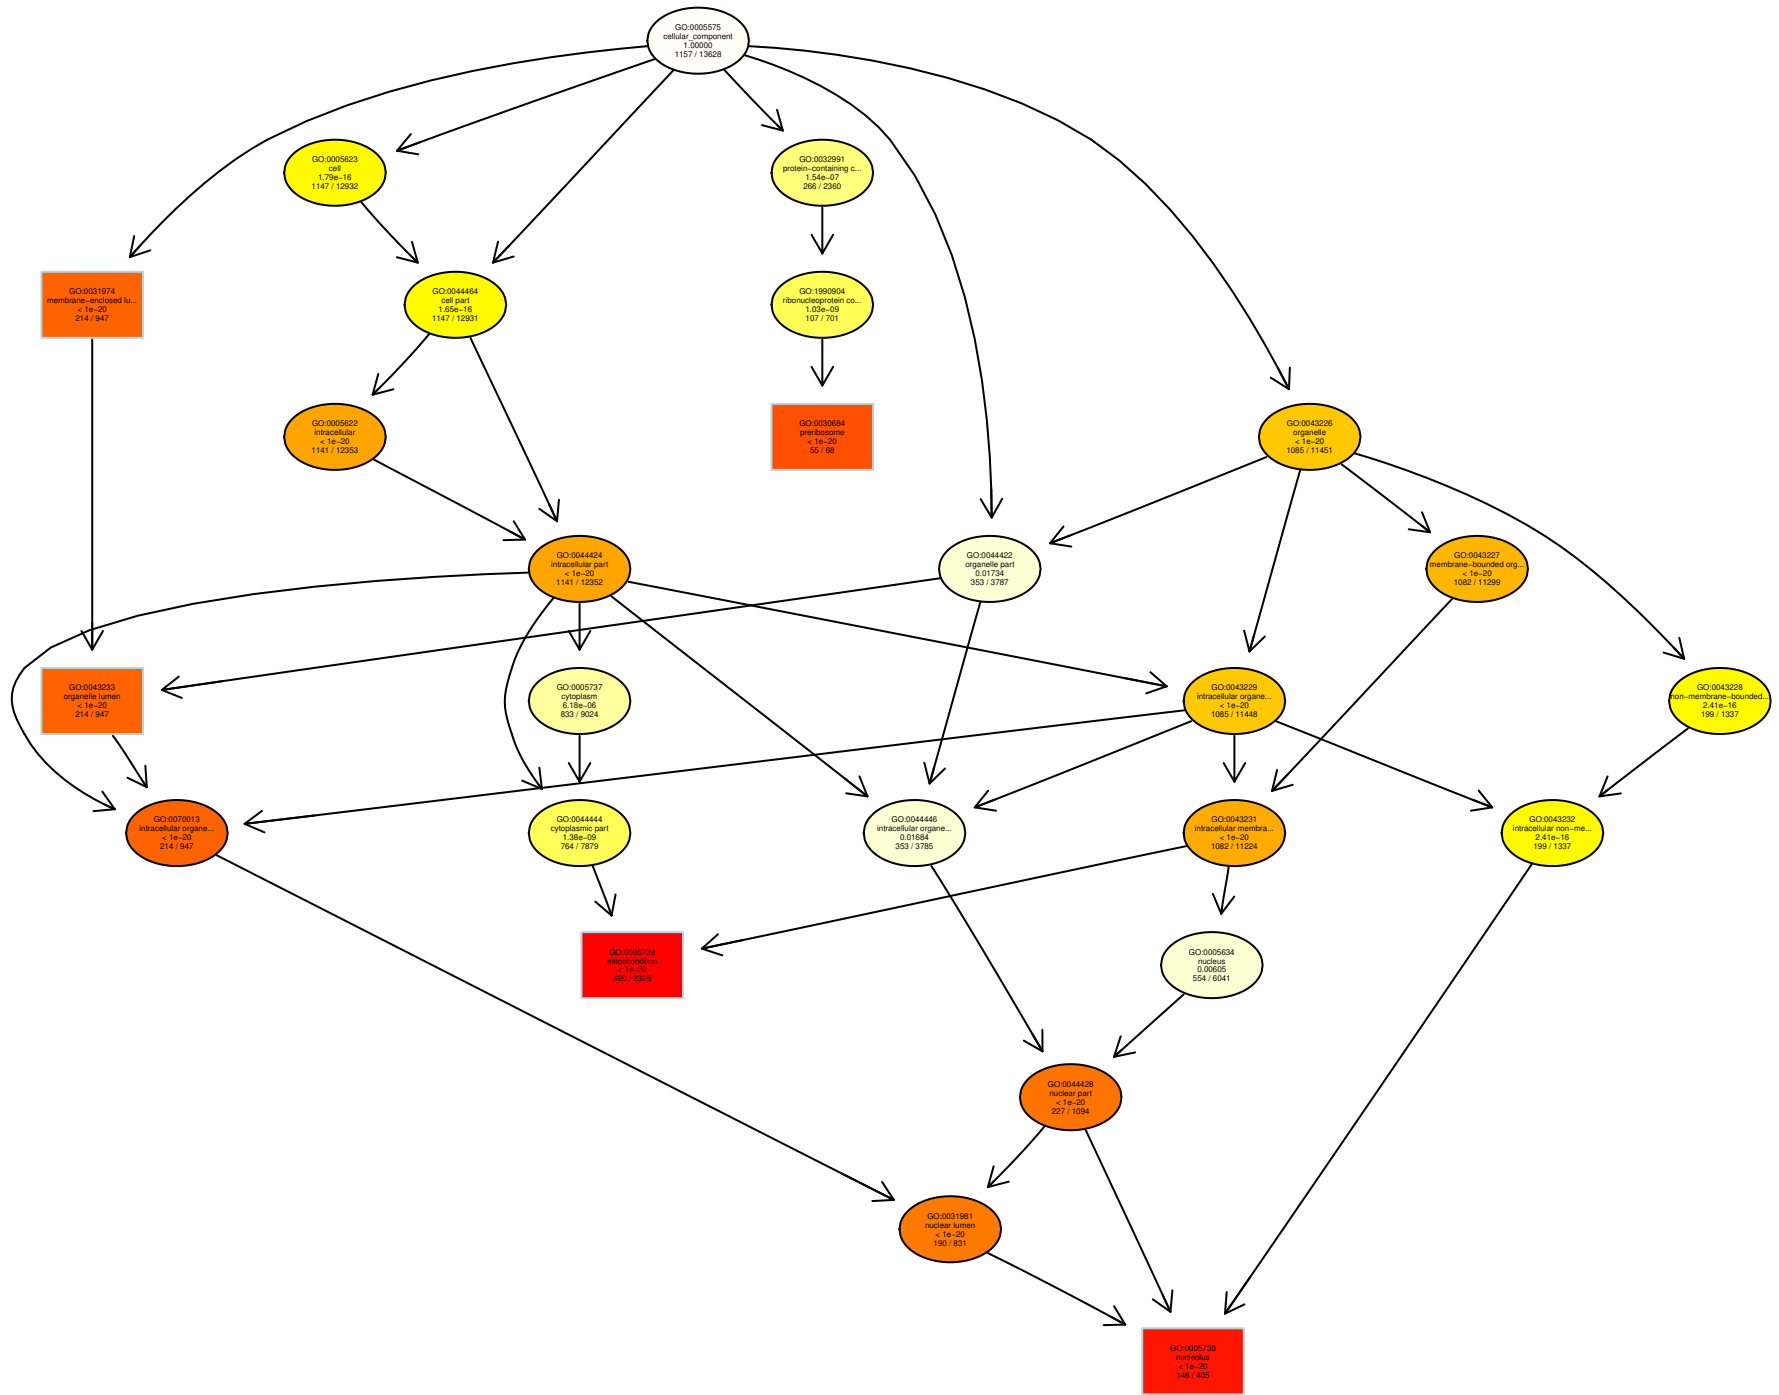 GO:0005575
cellular_component
1.00000
1157 / 13628
GO:0005623
cell
1.79e−16
1147 / 12932
GO:0032991
protein−containing c...
1.54e−07
266 / 2360
GO:0031974
membrane−enclosed lu...
< 1e−20
214 / 947
GO:0044464
cell part
1.65e−16
1147 / 12931
GO:1990904
ribonucleoprotein co...
1.03e−09
107 / 701
GO:0005622
intracellular
< 1e−20
1141 / 12353
GO:0030684
preribosome
< 1e−20
55 / 68
GO:0043226
organelle
< 1e−20
1085 / 11451
GO:0044424
intracellular part
< 1e−20
1141 / 12352
GO:0044422
organelle part
0.01734
353 / 3787
GO:0043227
membrane−bounded org...
< 1e−20
1082 / 11299
GO:0043233
organelle lumen
< 1e−20
214 / 947
GO:0005737
cytoplasm
6.18e−06
833 / 9024
GO:0043229
intracellular organe...
< 1e−20
1085 / 11448
GO:0043228
non−membrane−bounded...
2.41e−16
199 / 1337
GO:0070013
intracellular organe...
< 1e−20
214 / 947
GO:0044444
cytoplasmic part
1.38e−09
764 / 7879
GO:0044446
intracellular organe...
0.01684
353 / 3785
GO:0043231
intracellular membra...
< 1e−20
1082 / 11224
GO:0043232
intracellular non−me...
2.41e−16
199 / 1337
GO:0005739
mitochondrion
< 1e−20
420 / 2326
GO:0005634
nucleus
0.00605
554 / 6041
GO:0044428
nuclear part
< 1e−20
227 / 1094
GO:0031981
nuclear lumen
< 1e−20
190 / 831
GO:0005730
nucleolus
< 1e−20
148 / 405